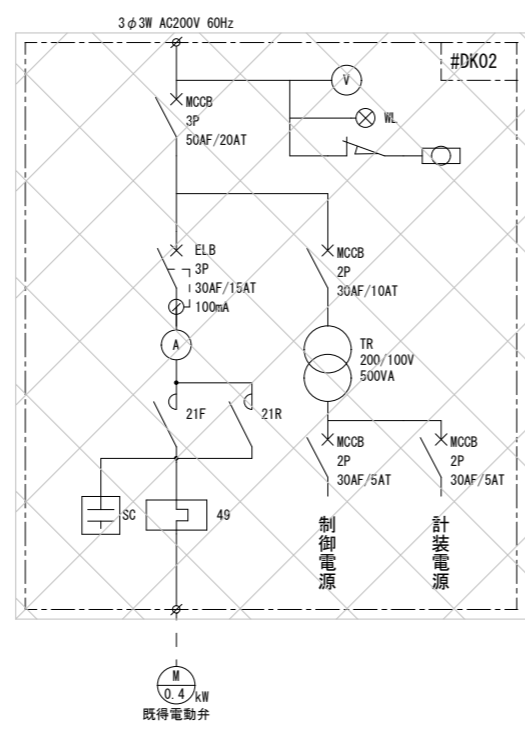 3φ3W AC200V 60Hz
#DK02
V
WL
MCCB
3P
50AF/20AT
ELB
3P
30AF/15AT
100mA
A
MCCB
2P
30AF/10AT
TR
200/100V
500VA
21F
21R
MCCB
2P
30AF/5AT
MCCB
2P
30AF/5AT
SC
49
制御電源
計装電源
M
0.4 kW
既得電動弁